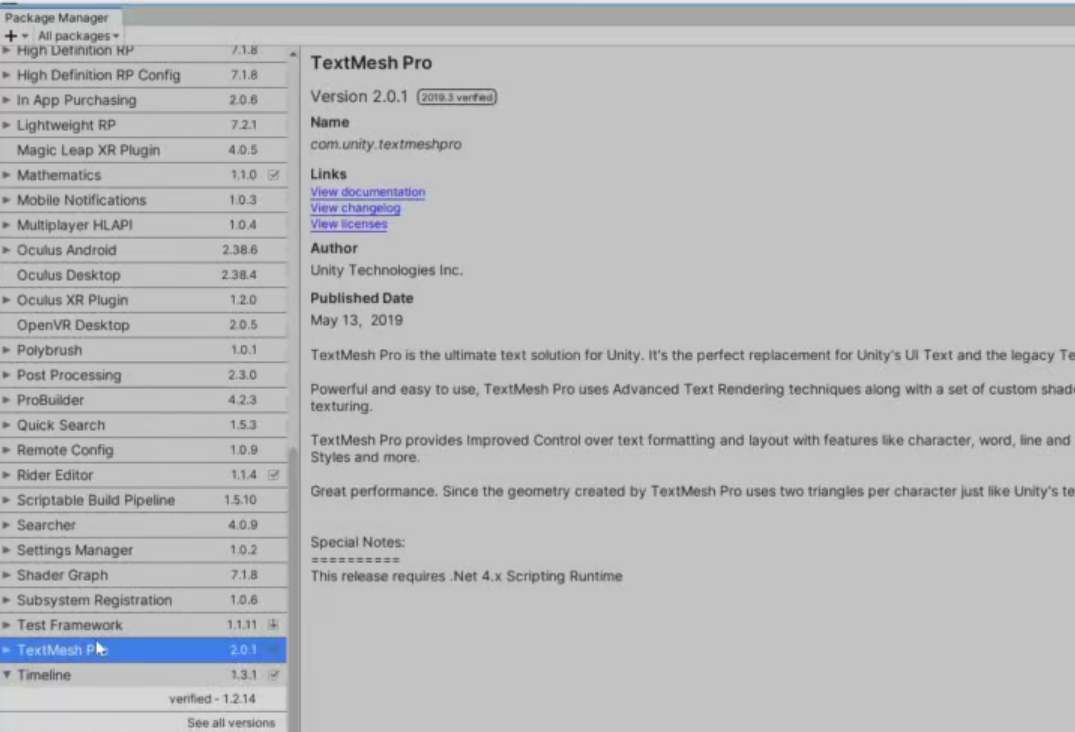 Package Manager
+ All packages
High Definition RP 7.1.8
High Definition RP Config 7.1.8
In App Purchasing 2.0.6
Lightweight RP 7.2.1
Magic Leap XR Plugin 4.0.5
Mathematics 1.1.0
Mobile Notifications 1.0.3
Multiplayer HLAPI 1.0.4
Oculus Android 2.38.6
Oculus Desktop 2.38.4
Oculus XR Plugin 1.2.0
OpenVR Desktop 2.0.5
Polybrush 1.0.1
Post Processing 2.3.0
ProBuilder 4.2.3
Quick Search 1.5.3
Remote Config 1.0.9
Rider Editor 1.1.4
Scriptable Build Pipeline 1.5.10
Searcher 4.0.9
Settings Manager 1.0.2
Shader Graph 7.1.8
Subsystem Registration 1.0.6
Test Framework 1.1.11
TextMesh Pro 2.0.1
Timeline 1.3.1
verified - 1.2.14
See all versions
TextMesh Pro
Version 2.0.1 2019.3 verified
Name
com.unity.textmeshpro
Links
View documentation
View changelog
View licenses
Author
Unity Technologies Inc.
Published Date
May 13, 2019
TextMesh Pro is the ultimate text solution for Unity. It's the perfect replacement for Unity's UI Text and the legacy Te
Powerful and easy to use, TextMesh Pro uses Advanced Text Rendering techniques along with a set of custom shade
texturing.
TextMesh Pro provides Improved Control over text formatting and layout with features like character, word, line and
Styles and more.
Great performance. Since the geometry created by TextMesh Pro uses two triangles per character just like Unity's te
Special Notes:
==========
This release requires .Net 4.x Scripting Runtime